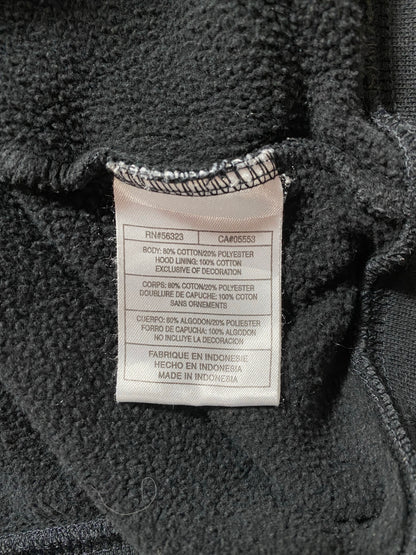 RN#56323 CA#05553
BODY: 80% COTTON/20% POLYESTER
HOOD LINING: 100% COTTON
EXCLUSIVE OF DECORATION
CORPS: 80% COTON/20% POLYESTER
DOUBLURE DE CAPUCHE: 100% COTON
SANS ORNEMENTS
CUERPO: 80% ALGODON/20% POLIESTER
FORRO DE CAPUCHA: 100% ALGODON
NO INCLUYE LA DECORACION
FABRIQUE EN INDONESIE
HECHO EN INDONESIA
MADE IN INDONESIA